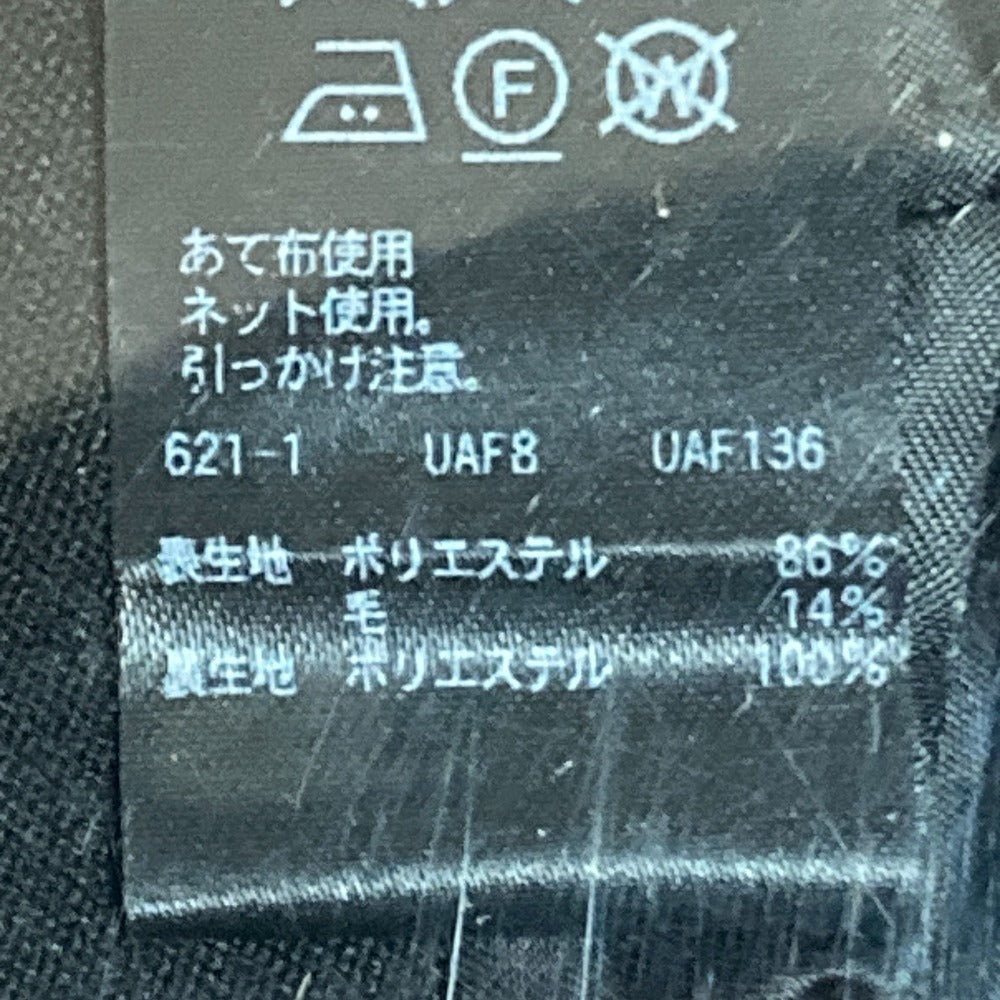 F W
あて布使用
ネット使用。
引っかけ注意。
621-1 UAF8 UAF136
表生地 ポリエステル 86%
毛 14%
裏生地 ポリエステル 100%